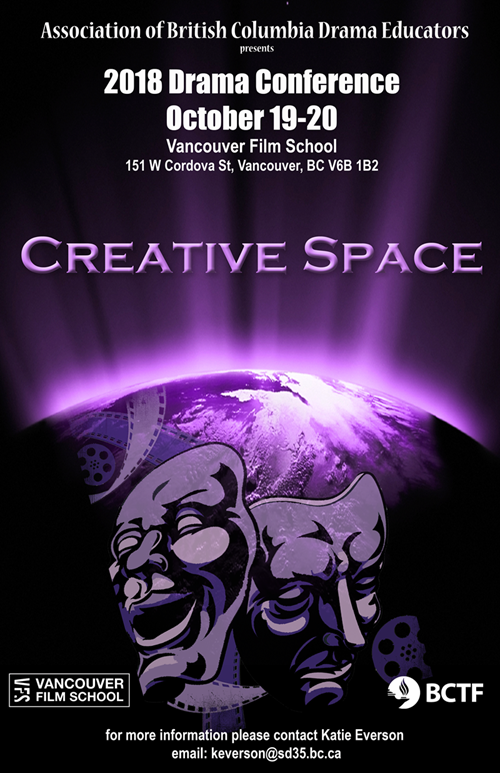 Association of British Columbia Drama Educators
presents
2018 Drama Conference
October 19-20
Vancouver Film School
151 W Cordova St, Vancouver, BC V6B 1B2
CREATIVE SPACE
VFS
VANCOUVER
FILM SCHOOL
BCTF
for more information please contact Katie Everson
email: keverson@sd35.bc.ca